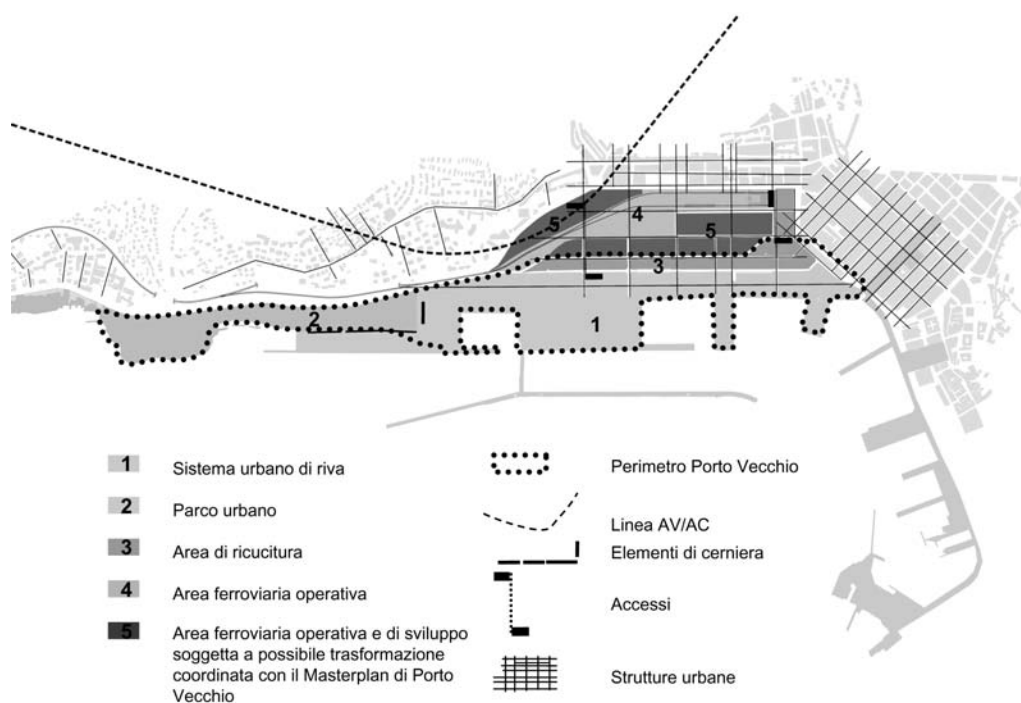 4
5
5
3
2
1
1 Sistema urbano di riva
2 Parco urbano
3 Area di ricucitura
4 Area ferroviaria operativa
5 Area ferroviaria operativa e di sviluppo
soggetta a possibile trasformazione
coordinata con il Masterplan di Porto
Vecchio
Perimetro Porto Vecchio
Linea AV/AC
Elementi di cerniera
Accessi
Strutture urbane